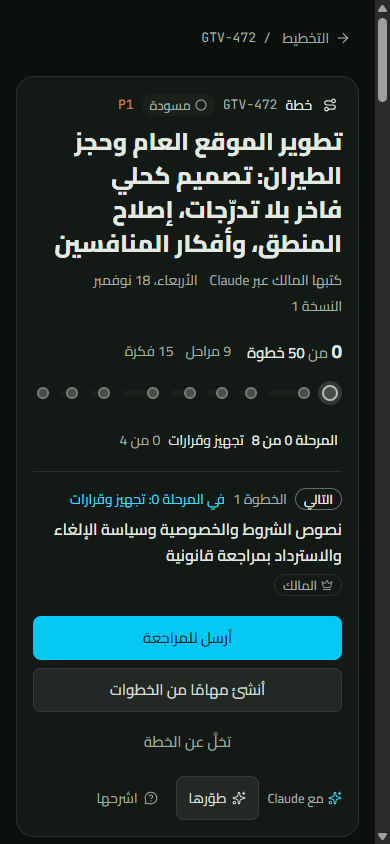 التخطيط / GTV-472
خطة GTV-472 مسودة P1
تطوير الموقع العام وحجز
الطيران: تصميم كحلي
فاخر بلا تدرّجات، إصلاح
المنطق، وأفكار المنافسين
كتبها المالك عبر Claude الأربعاء، 18 نوفمبر
النسخة 1
0 من 50 خطوة 9 مراحل 15 فكرة
المرحلة 0 من 8 تجهيز وقرارات 0 من 4
التالي الخطوة 1 في المرحلة 0: تجهيز وقرارات
نصوص الشروط والخصوصية وسياسة الإلغاء
والاسترداد بمراجعة قانونية
المالك
أرسل للمراجعة
أنشئ مهامًا من الخطوات
تخلَّ عن الخطة
مع Claude طوّرها اشرحها